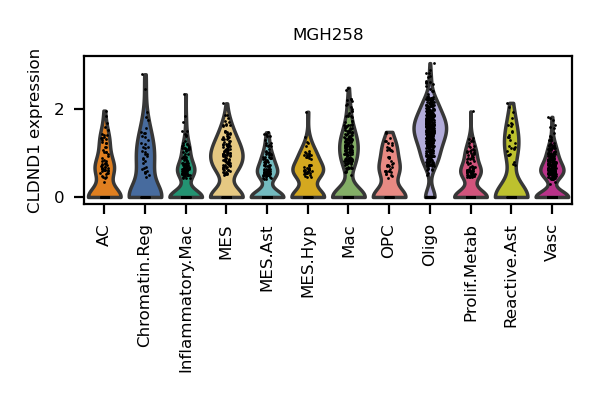 MGH258
CLDND1 expression
2
0
AC
Chromatin.Reg
Inflammatory.Mac
MES
MES.Ast
MES.Hyp
Mac
OPC
Oligo
Prolif.Metab
Reactive.Ast
Vasc